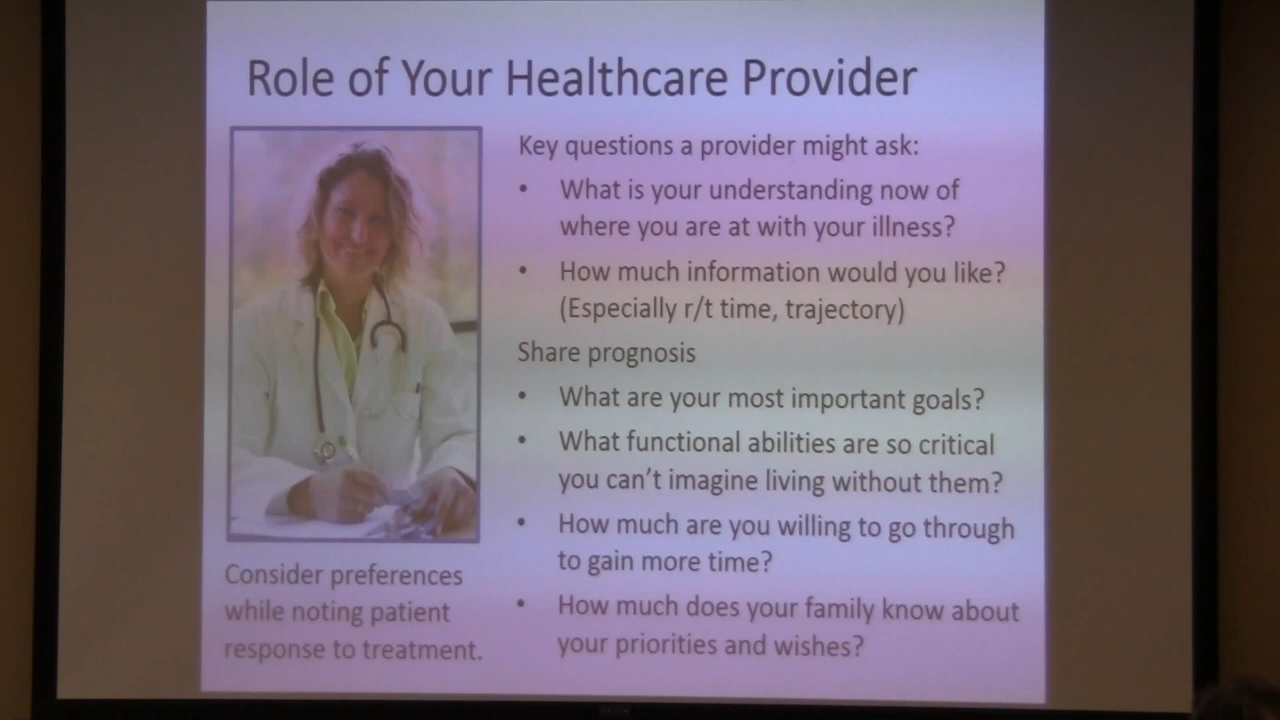 Role of Your Healthcare Provider
Key questions a provider might ask:
• What is your understanding now of
where you are at with your illness?
• How much information would you like?
(Especially r/t time, trajectory)
Share prognosis
• What are your most important goals?
• What functional abilities are so critical
you can't imagine living without them?
• How much are you willing to go through
to gain more time?
• How much does your family know about
your priorities and wishes?
Consider preferences
while noting patient
response to treatment.